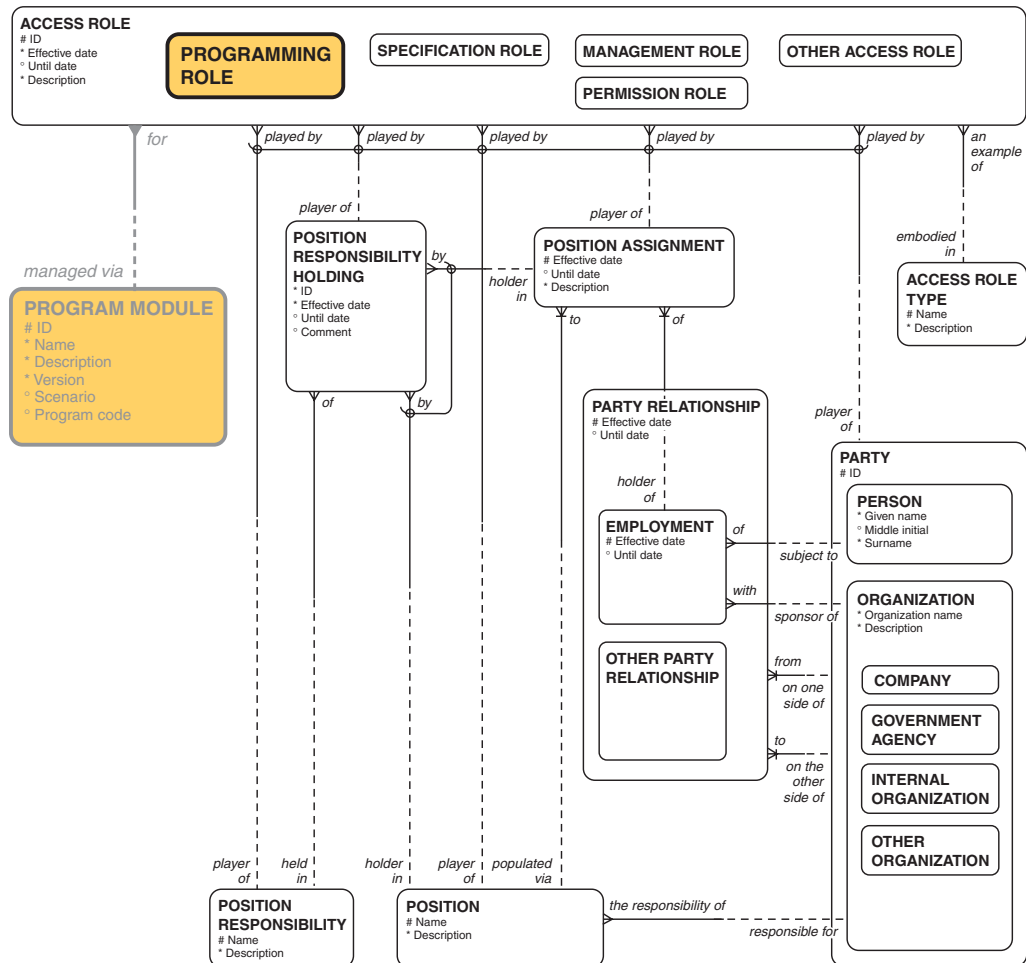 ACCESS ROLE
# ID
* Effective date
° Until date
* Description
PROGRAMMING
ROLE
SPECIFICATION ROLE
MANAGEMENT ROLE
OTHER ACCESS ROLE
PERMISSION ROLE
for
played by
played by
played by
played by
played by
an
example
of
player of
player of
managed via
PROGRAM MODULE
# ID
* Name
* Description
* Version
° Scenario
° Program code
POSITION
RESPONSIBILITY
HOLDING
* ID
* Effective date
° Until date
° Comment
by
holder
in
POSITION ASSIGNMENT
# Effective date
° Until date
* Description
embodied
in
ACCESS ROLE
TYPE
# Name
* Description
to
of
of
by
PARTY RELATIONSHIP
# Effective date
° Until date
player
of
holder
of
PARTY
# ID
PERSON
* Given name
° Middle initial
* Surname
EMPLOYMENT
# Effective date
° Until date
of
subject to
with
sponsor of
ORGANIZATION
* Organization name
* Description
OTHER PARTY
RELATIONSHIP
from
on one
side of
to
on the
other
side of
COMPANY
GOVERNMENT
AGENCY
INTERNAL
ORGANIZATION
OTHER
ORGANIZATION
player
of
held
in
holder
in
player
of
populated
via
POSITION
RESPONSIBILITY
# Name
* Description
POSITION
# Name
* Description
the responsibility of
responsible for